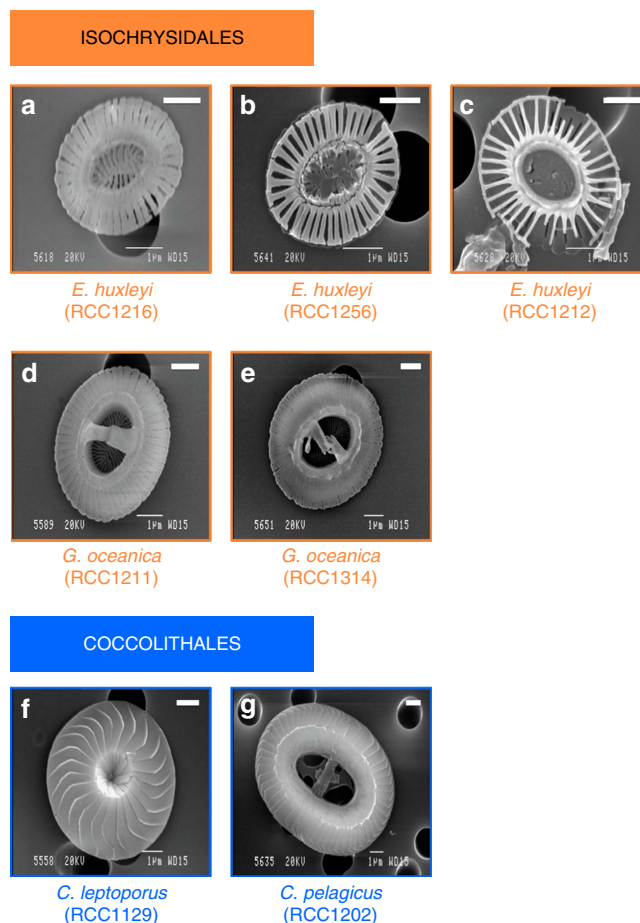 ISOCHRYSIDALES
a
b
c
5618 20KV 1µm WD15
5641 20KV 1µm WD15
5628 20KV 1µm WD15
E. huxleyi
(RCC1216)
E. huxleyi
(RCC1256)
E. huxleyi
(RCC1212)
d
e
5589 20KV 1µm WD15
5651 20KV 1µm WD15
G. oceanica
(RCC1211)
G. oceanica
(RCC1314)
COCCOLITHALES
f
g
5558 20KV 1µm WD15
5635 20KV 1µm WD15
C. leptoporus
(RCC1129)
C. pelagicus
(RCC1202)